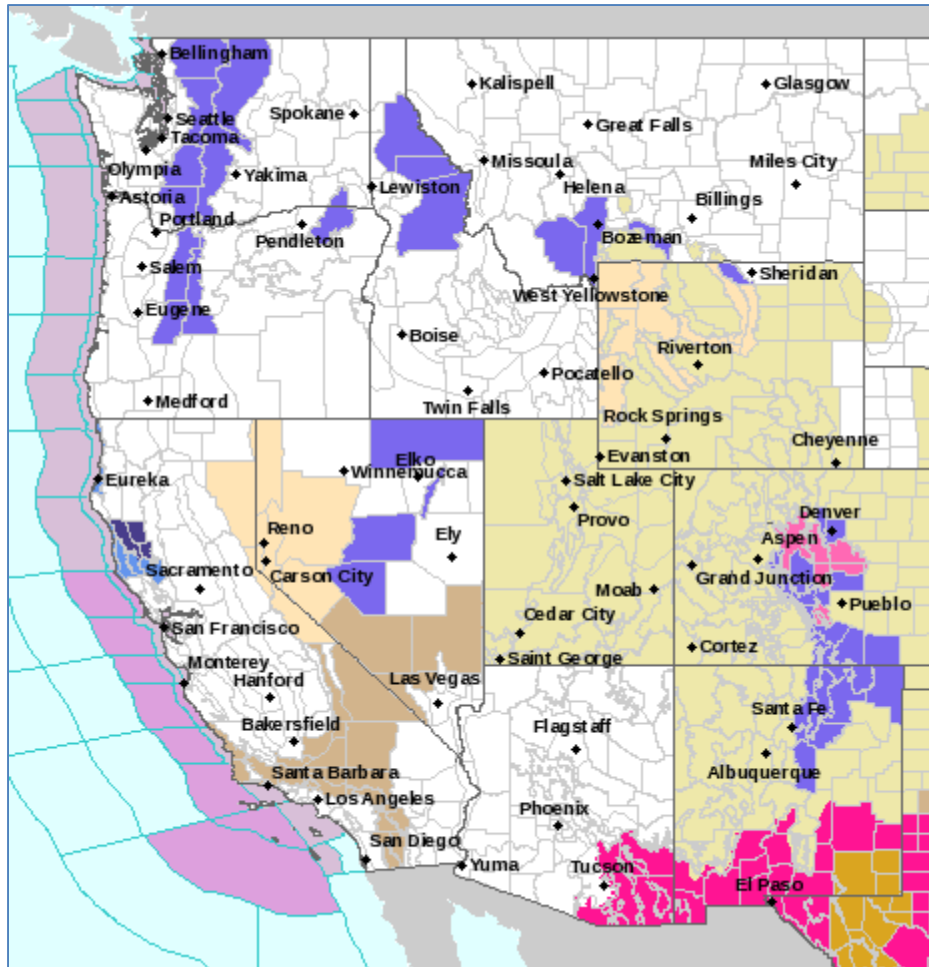 Bellingham
Kalispell
Glasgow
Seattle
Spokane
Great Falls
Tacoma
Olympia
Missoula
Miles City
Yakima
Lewiston
Helena
Astoria
Billings
Portland
Pendleton
Bozeman
Salem
Sheridan
West Yellowstone
Eugene
Boise
Riverton
Pocatello
Medford
Twin Falls
Rock Springs
Cheyenne
Elko
Evanston
Winnemucca
Eureka
Salt Lake City
Provo
Denver
Reno
Ely
Aspen
Carson City
Sacramento
Grand Junction
Moab
Pueblo
Cedar City
San Francisco
Cortez
Saint George
Monterey
Hanford
Las Vegas
Santa Fe
Bakersfield
Flagstaff
Albuquerque
Santa Barbara
Los Angeles
Phoenix
San Diego
Yuma
Tucson
El Paso